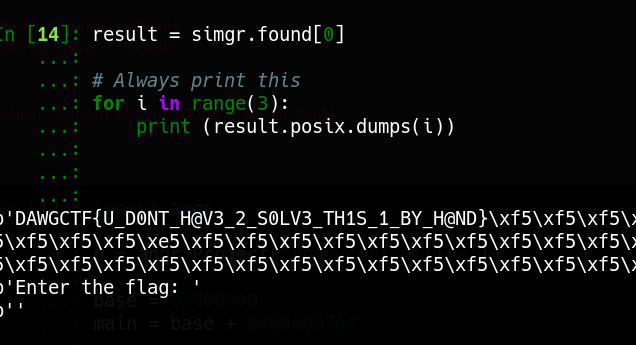 In [14]: result = simgr.found[0]
...:
...: # Always print this
...: for i in range(3):
...:     print (result.posix.dumps(i))
...:
...:
...:
b'DAWGCTF{U_D0NT_H@V3_2_S0LV3_TH1S_1_BY_H@ND}\xf5\xf5\xf5\x
5\xf5\xf5\xf5\xe5\xf5\xf5\xf5\xf5\xf5\xf5\xf5\xf5\xf5\xf5\x
5\xf5\xf5\xf5\xf5\xf5\xf5\xf5\xf5\xf5\xf5\xf5\xf5\xf5\xf5\x
b'Enter the flag: '
b''
...: base = 0x400000
...: main = base + 0x000007e4